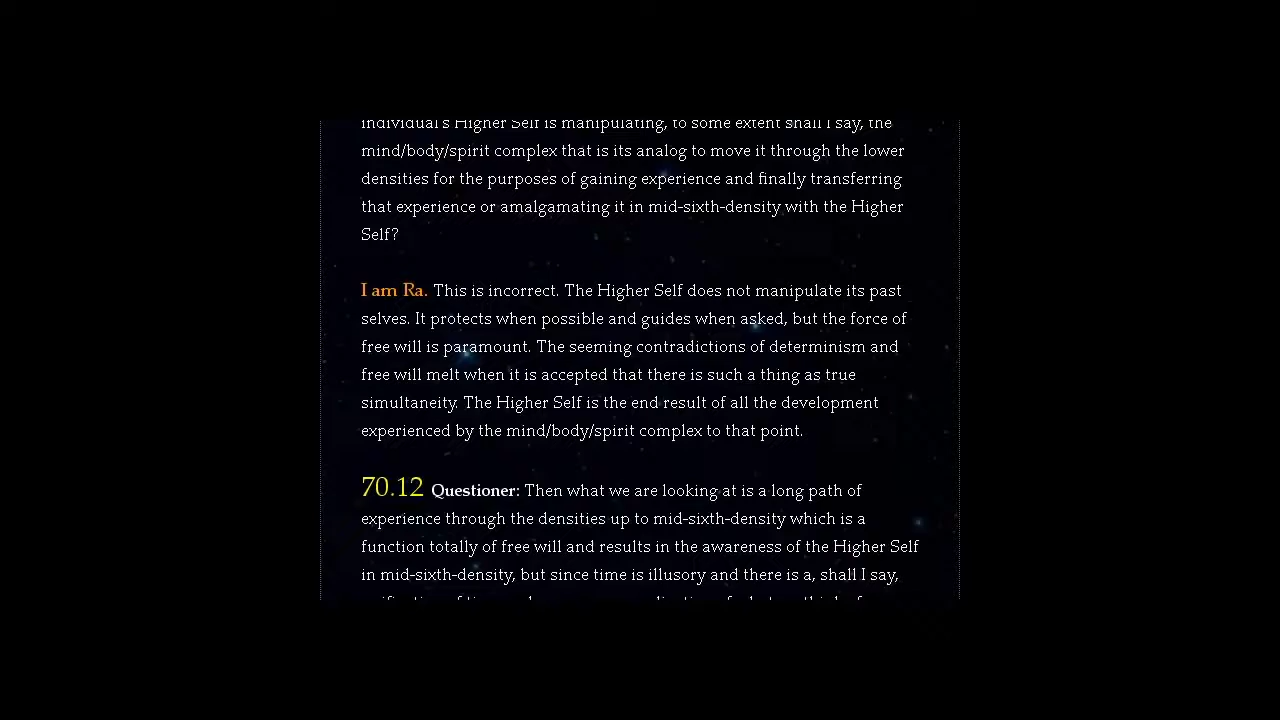 individual's Higher Self is manipulating, to some extent shall I say, the
mind/body/spirit complex that is its analog to move it through the lower
densities for the purposes of gaining experience and finally transferring
that experience or amalgamating it in mid-sixth-density with the Higher
Self?
I am Ra. This is incorrect. The Higher Self does not manipulate its past
selves. It protects when possible and guides when asked, but the force of
free will is paramount. The seeming contradictions of determinism and
free will melt when it is accepted that there is such a thing as true
simultaneity. The Higher Self is the end result of all the development
experienced by the mind/body/spirit complex to that point.
70.12 Questioner: Then what we are looking at is a long path of
experience through the densities up to mid-sixth-density which is a
function totally of free will and results in the awareness of the Higher Self
in mid-sixth-density, but since time is illusory and there is a, shall I say,